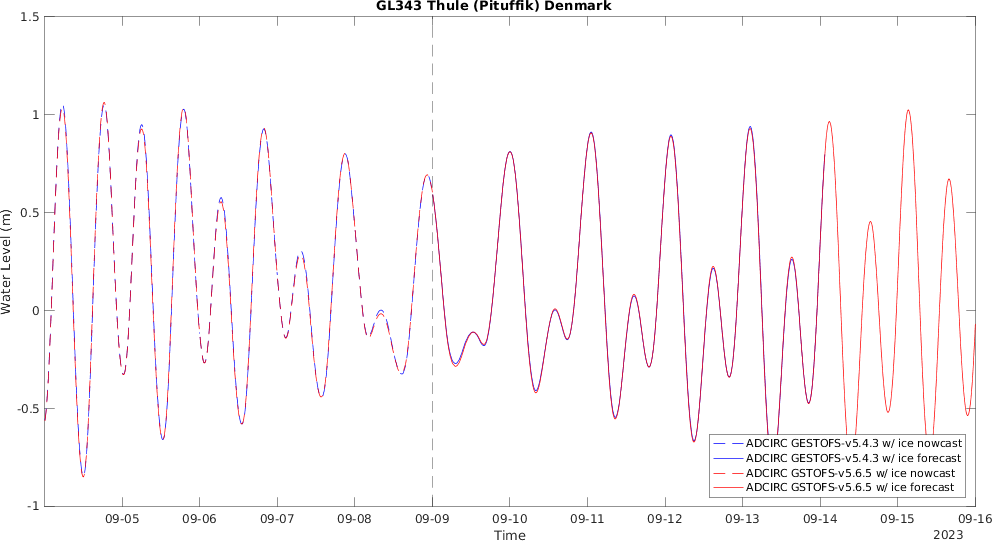 GL343 Thule (Pituffik) Denmark
1.5
1
0.5
0
-0.5
-1
Water Level (m)
09-05 09-06 09-07 09-08 09-09 09-10 09-11 09-12 09-13 09-14 09-15 09-16
Time
2023
ADCIRC GESTOFS-v5.4.3 w/ ice nowcast
ADCIRC GESTOFS-v5.4.3 w/ ice forecast
ADCIRC GSTOFS-v5.6.5 w/ ice nowcast
ADCIRC GSTOFS-v5.6.5 w/ ice forecast